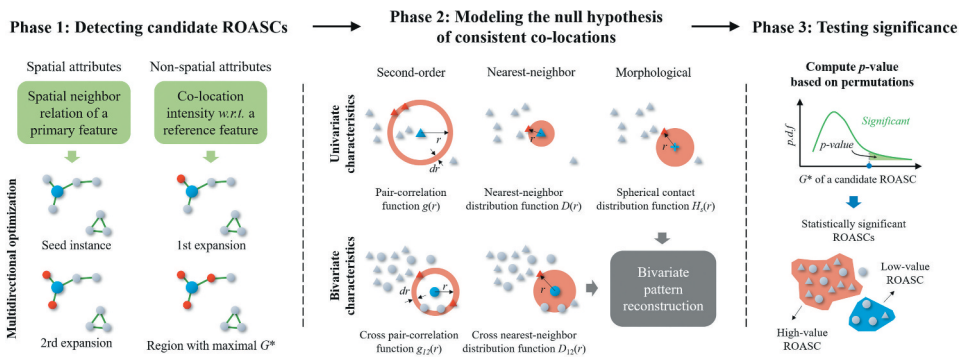 Phase 1: Detecting candidate ROASCs
Phase 2: Modeling the null hypothesis
of consistent co-locations
Phase 3: Testing significance
Spatial attributes
Non-spatial attributes
Spatial neighbor
relation of a
primary feature
Co-location
intensity w.r.t. a
reference feature
Multidirectional optimization
Seed instance
1st expansion
2rd expansion
Region with maximal G*
Second-order
Nearest-neighbor
Morphological
Univariate
characteristics
r
dr
r
r
Pair-correlation
function g(r)
Nearest-neighbor
distribution function D(r)
Spherical contact
distribution function Hs(r)
Bivariate
characteristics
dr
r
r
Cross pair-correlation
function g12(r)
Cross nearest-neighbor
distribution function D12(r)
Bivariate
pattern
reconstruction
Compute p-value
based on permutations
p.d.f
Significant
p-value
G* of a candidate ROASC
Statistically significant
ROASCs
Low-value
ROASC
High-value
ROASC